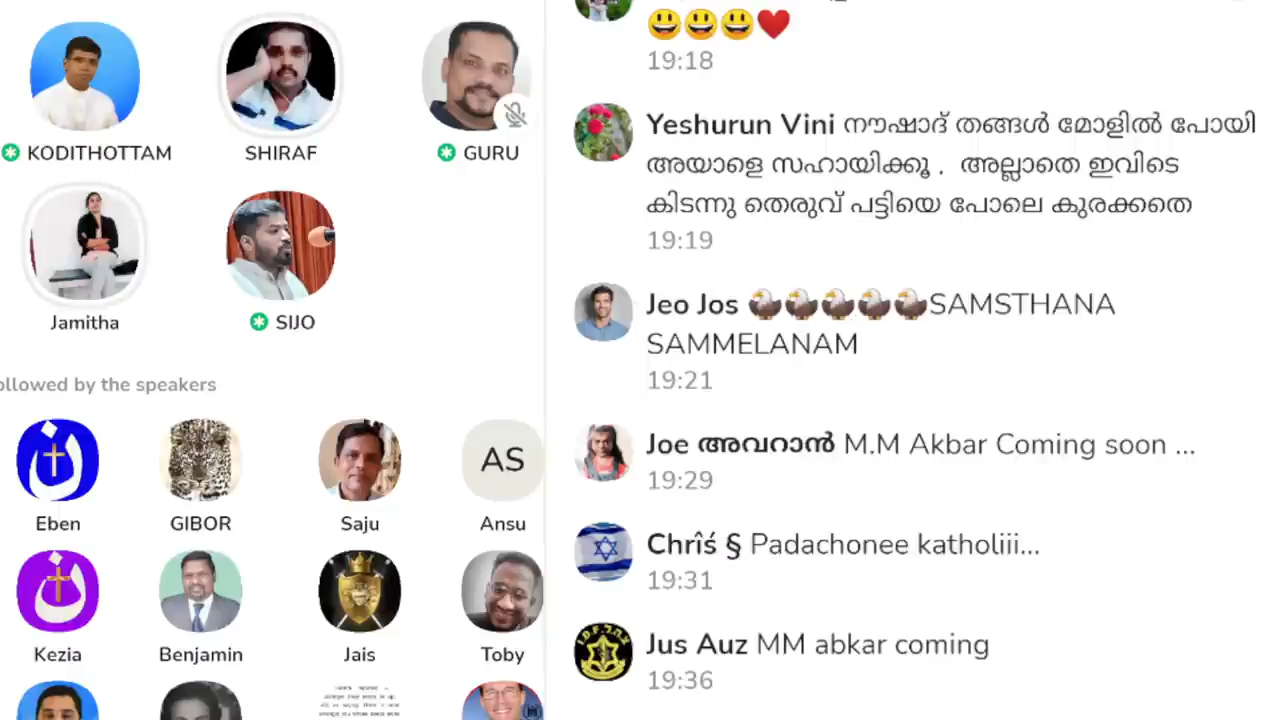 KODITHOTTAM
SHIRAF
GURU
Jamitha
SIJO
ollowed by the speakers
Eben
GIBOR
Saju
AS
Ansu
Kezia
Benjamin
Jais
Toby
😃😃😃❤️
19:18
Yeshurun Vini നൗഷാദ് തങ്ങൾ മോളിൽ പോയി
അയാളെ സഹായിക്കൂ , അല്ലാതെ ഇവിടെ
കിടന്നു തെരുവ് പട്ടിയെ പോലെ കുരക്കതെ
19:19
Jeo Jos 🦅🦅🦅🦅🦅SAMSTHANA
SAMMELANAM
19:21
Joe അവറാൻ M.M Akbar Coming soon ...
19:29
Chrîś § Padachonee katholiii...
19:31
Jus Auz MM abkar coming
19:36